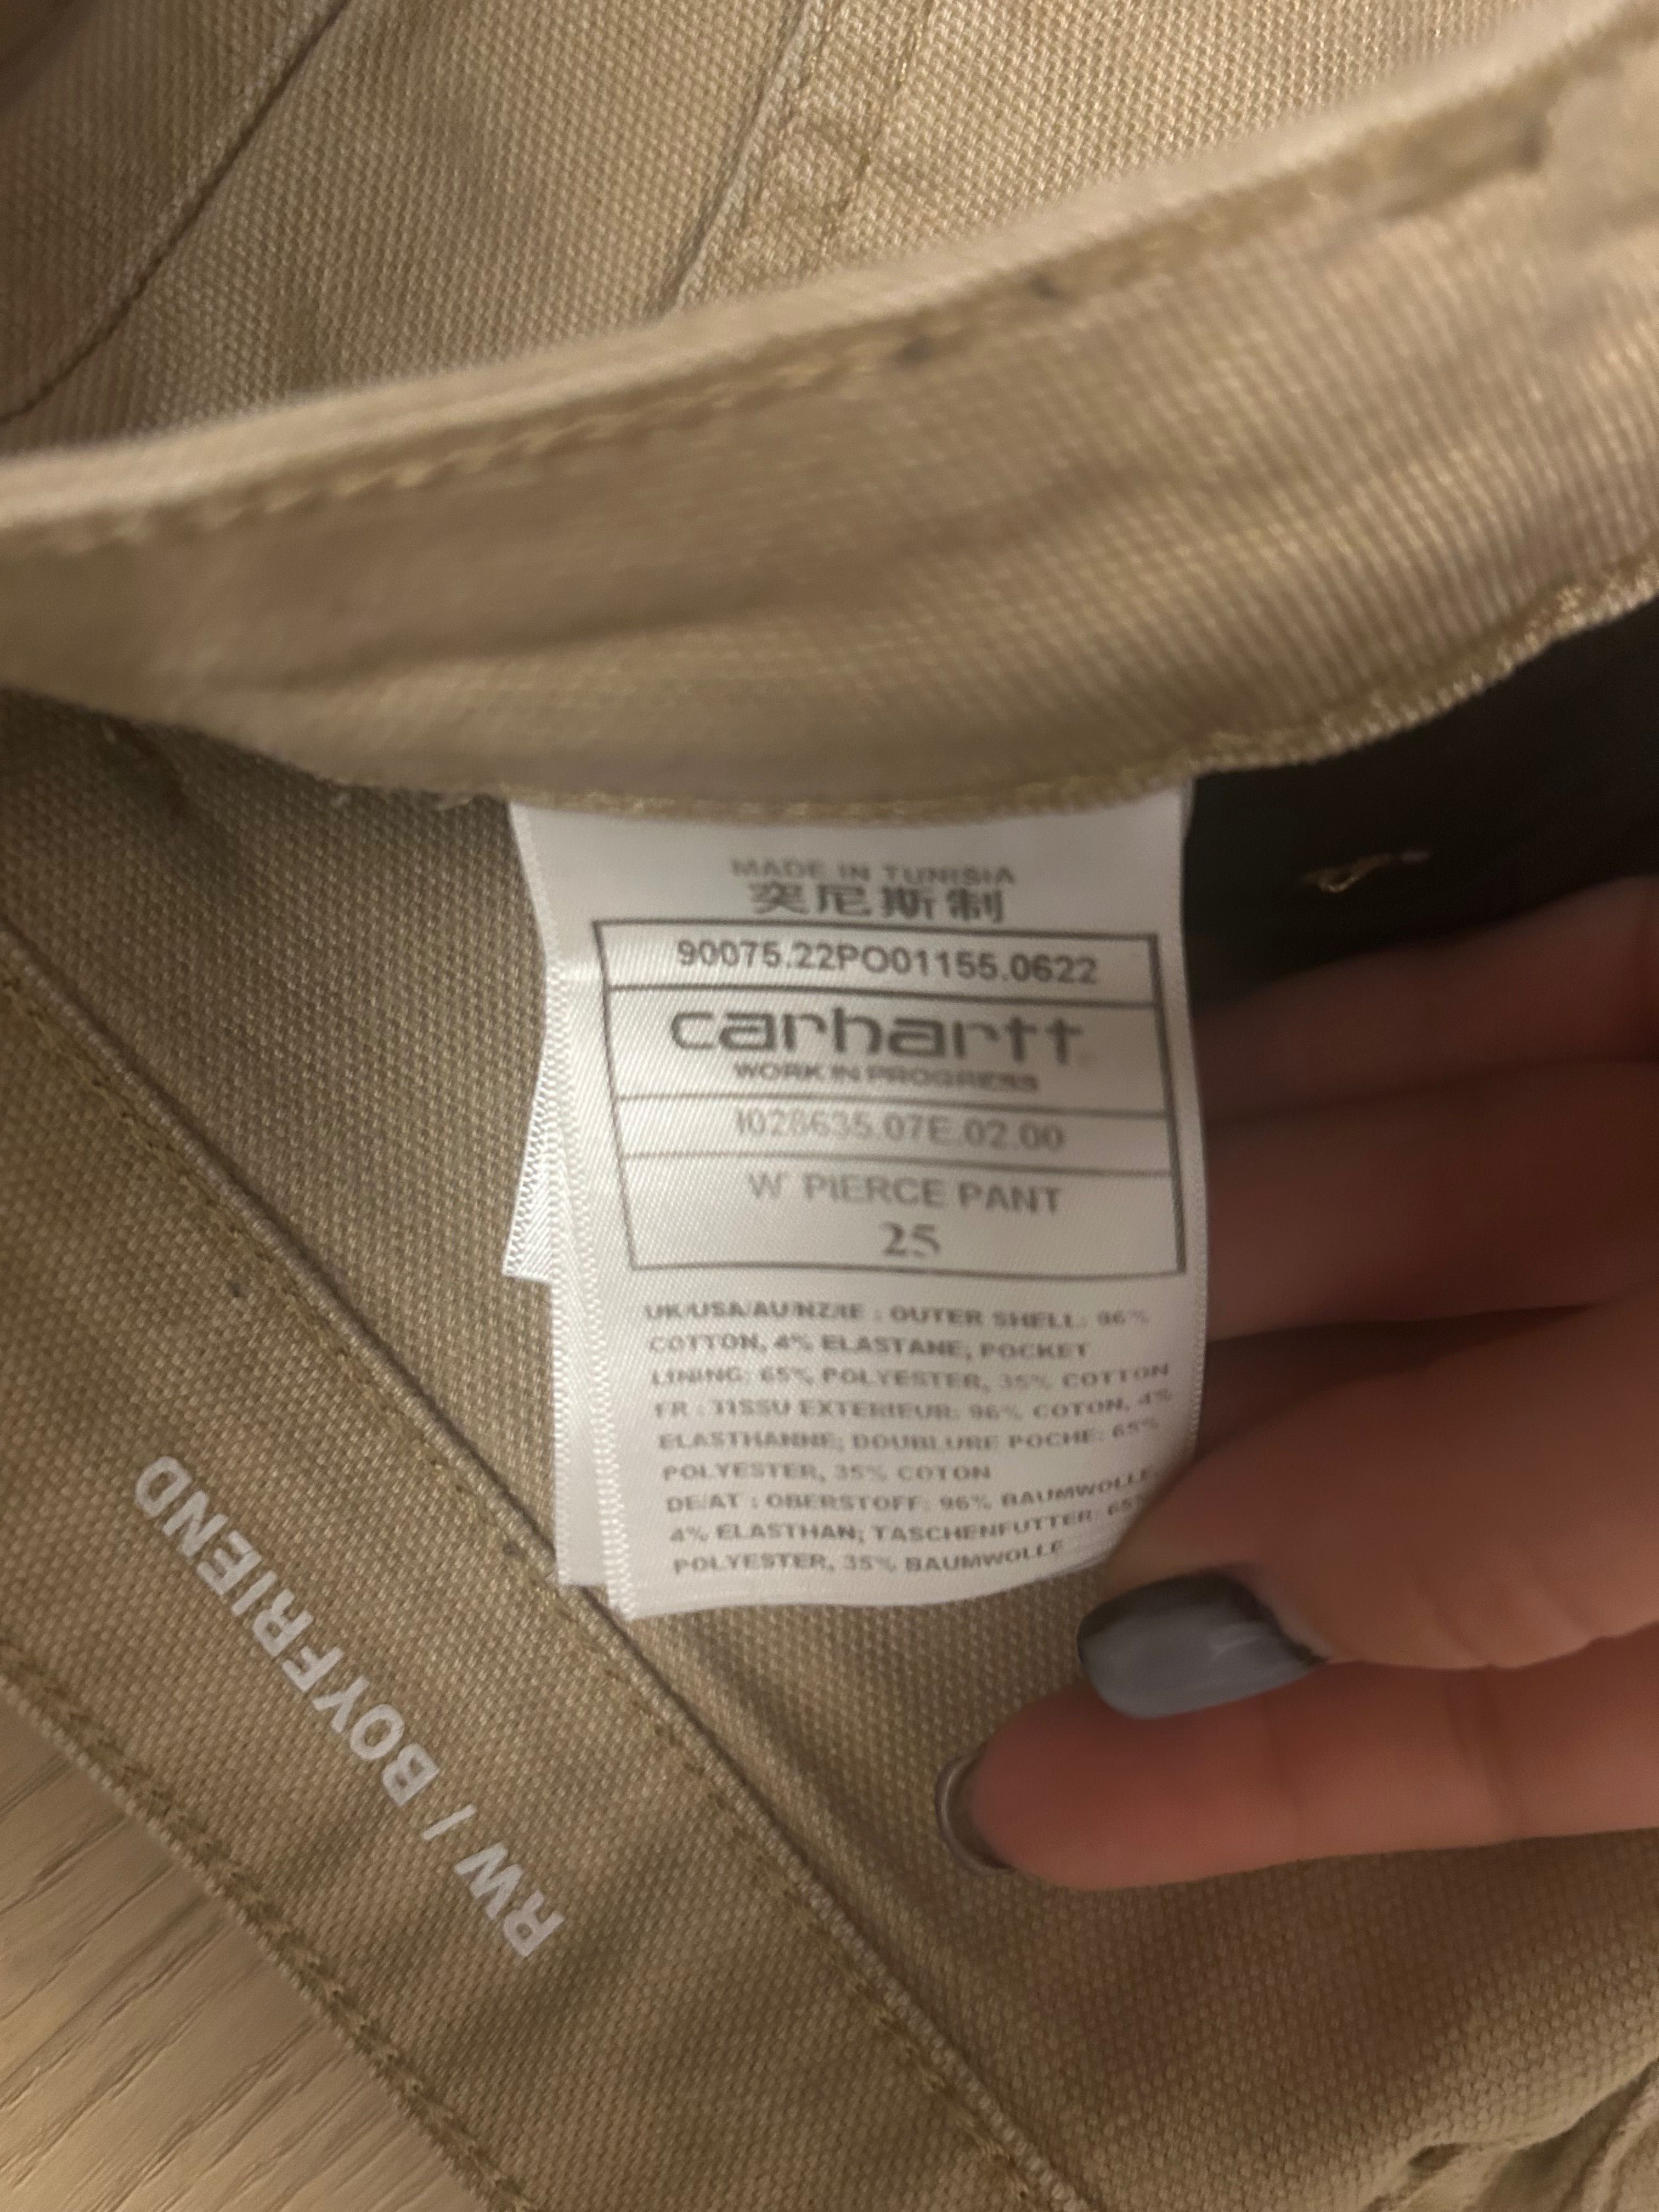 MADE IN TUNISIA
突尼斯制
90075.22PO01155.0622
carhartt
WORK IN PROGRESS
I028635.07E.02.00
W' PIERCE PANT
25
UK/USA/AU/NZ/IE : OUTER SHELL: 96%
COTTON, 4% ELASTANE; POCKET
LINING: 65% POLYESTER, 35% COTTON
FR : TISSU EXTERIEUR: 96% COTON, 4%
ELASTHANNE; DOUBLURE POCHE: 65%
POLYESTER, 35% COTON
DE/AT : OBERSTOFF: 96% BAUMWOLLE
4% ELASTHAN; TASCHENFUTTER: 65%
POLYESTER, 35% BAUMWOLLE
RW / BOYFRIEND